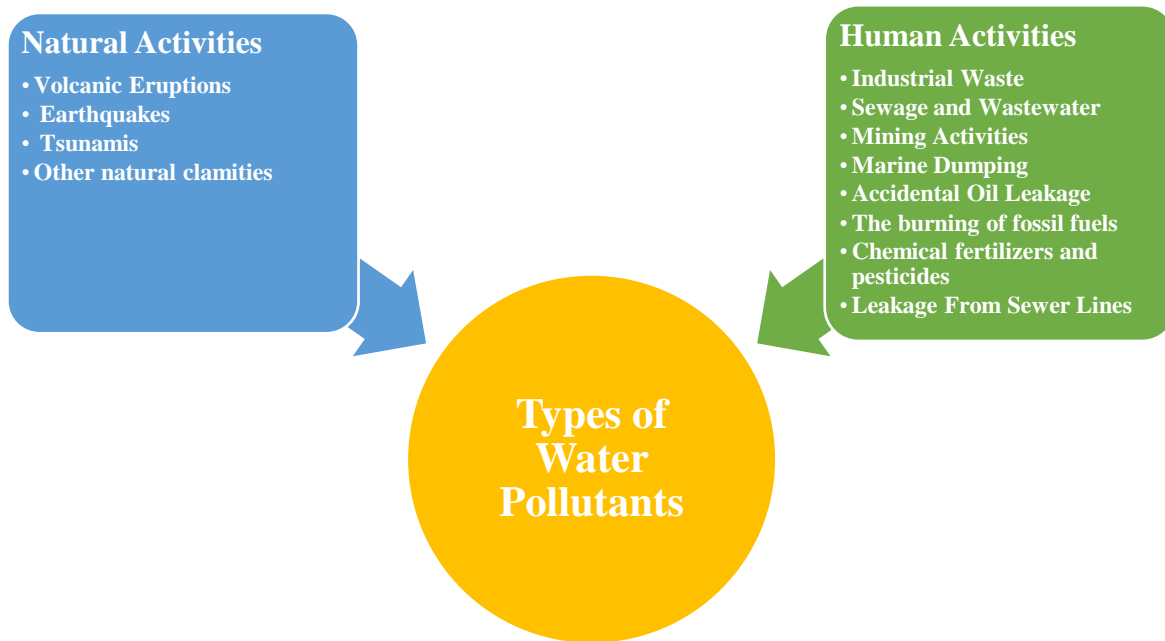 Natural Activities
• Volcanic Eruptions
• Earthquakes
• Tsunamis
• Other natural clamities
Human Activities
• Industrial Waste
• Sewage and Wastewater
• Mining Activities
• Marine Dumping
• Accidental Oil Leakage
• The burning of fossil fuels
• Chemical fertilizers and
pesticides
• Leakage From Sewer Lines
Types of
Water
Pollutants